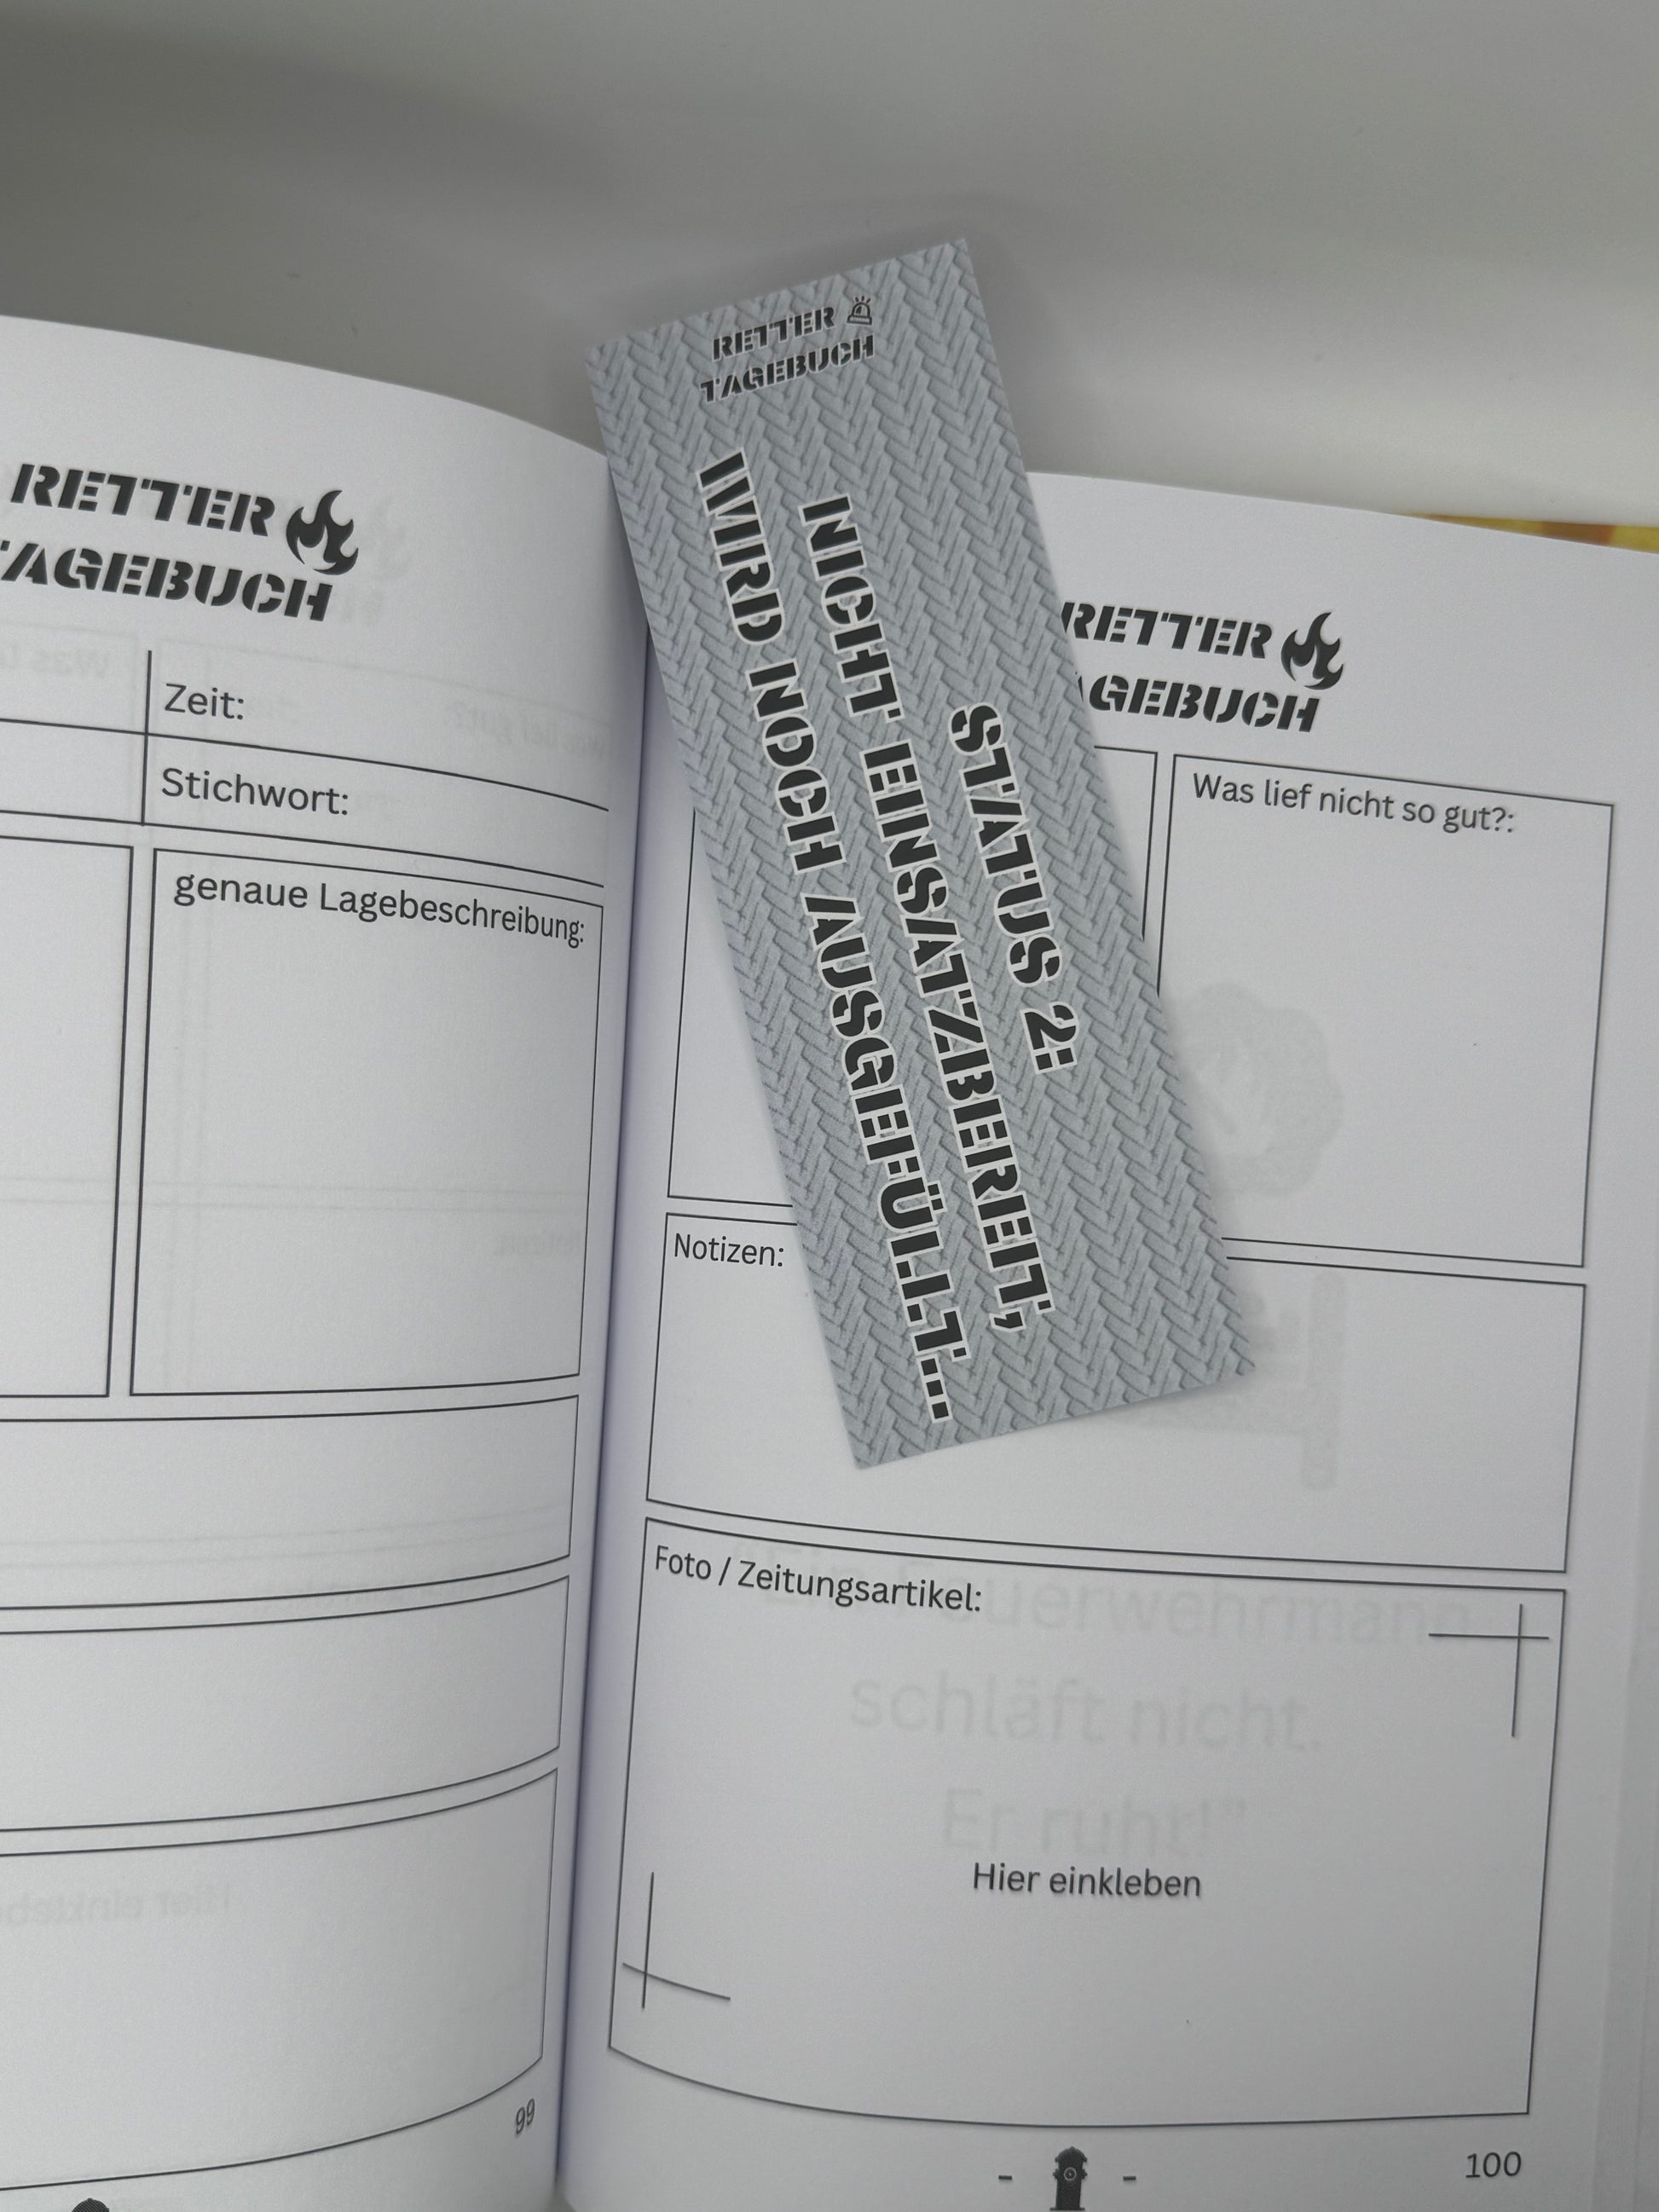 RETTER
TAGEBUCH
Zeit:
Stichwort:
genaue Lagebeschreibung:
99
RETTER
TAGEBUCH
STATUS 2:
NICHT EINSATZBEREIT,
WIRD NOCH AUSGEFÜLLT...
RETTER
AGEBUCH
Was lief nicht so gut?:
Notizen:
Foto / Zeitungsartikel:
Feuerwehrmann
schläft nicht.
Er ruht!"
Hier einkleben
- -
100